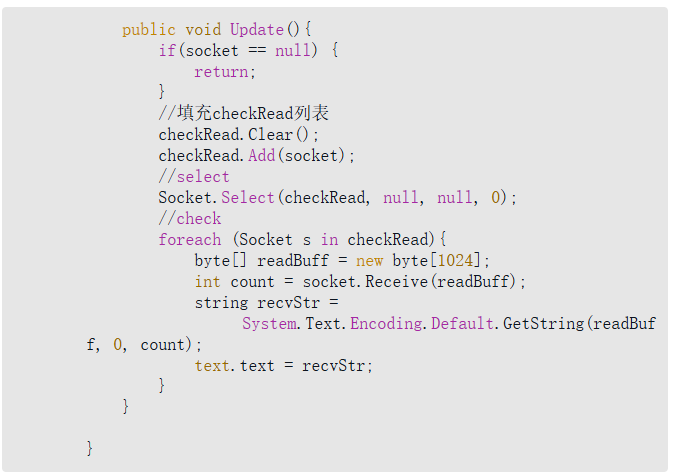 public void Update(){
if(socket == null) {
return;
}
//填充checkRead列表
checkRead.Clear();
checkRead.Add(socket);
//select
Socket.Select(checkRead, null, null, 0);
//check
foreach (Socket s in checkRead){
byte[] readBuff = new byte[1024];
int count = socket.Receive(readBuff);
string recvStr =
System.Text.Encoding.Default.GetString(readBuf
f, 0, count);
text.text = recvStr;
}
}
}